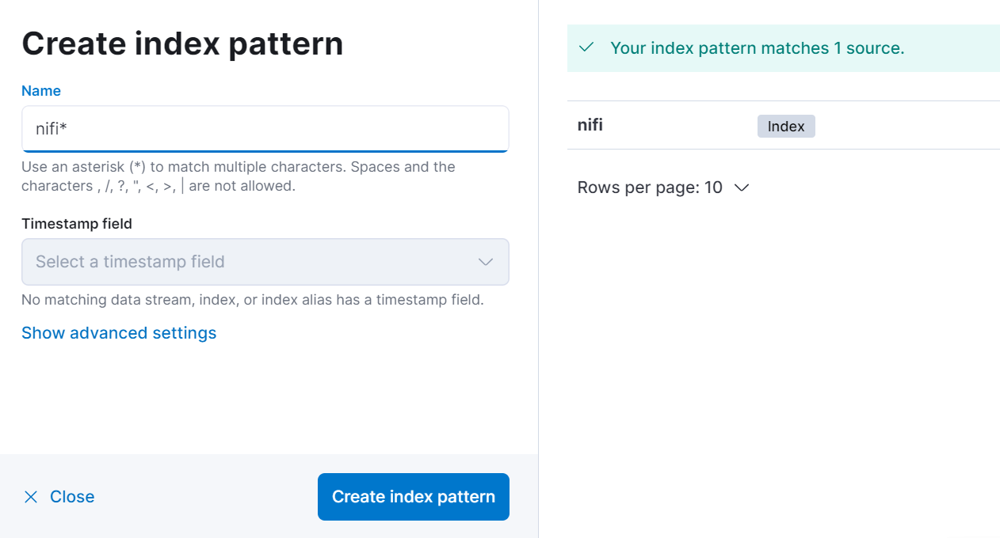 Create index pattern
Name
nifi*
Use an asterisk (*) to match multiple characters. Spaces and the
characters , /, ?, ", <, >, | are not allowed.
Timestamp field
Select a timestamp field
No matching data stream, index, or index alias has a timestamp field.
Show advanced settings
Close
Create index pattern
Your index pattern matches 1 source.
nifi Index
Rows per page: 10